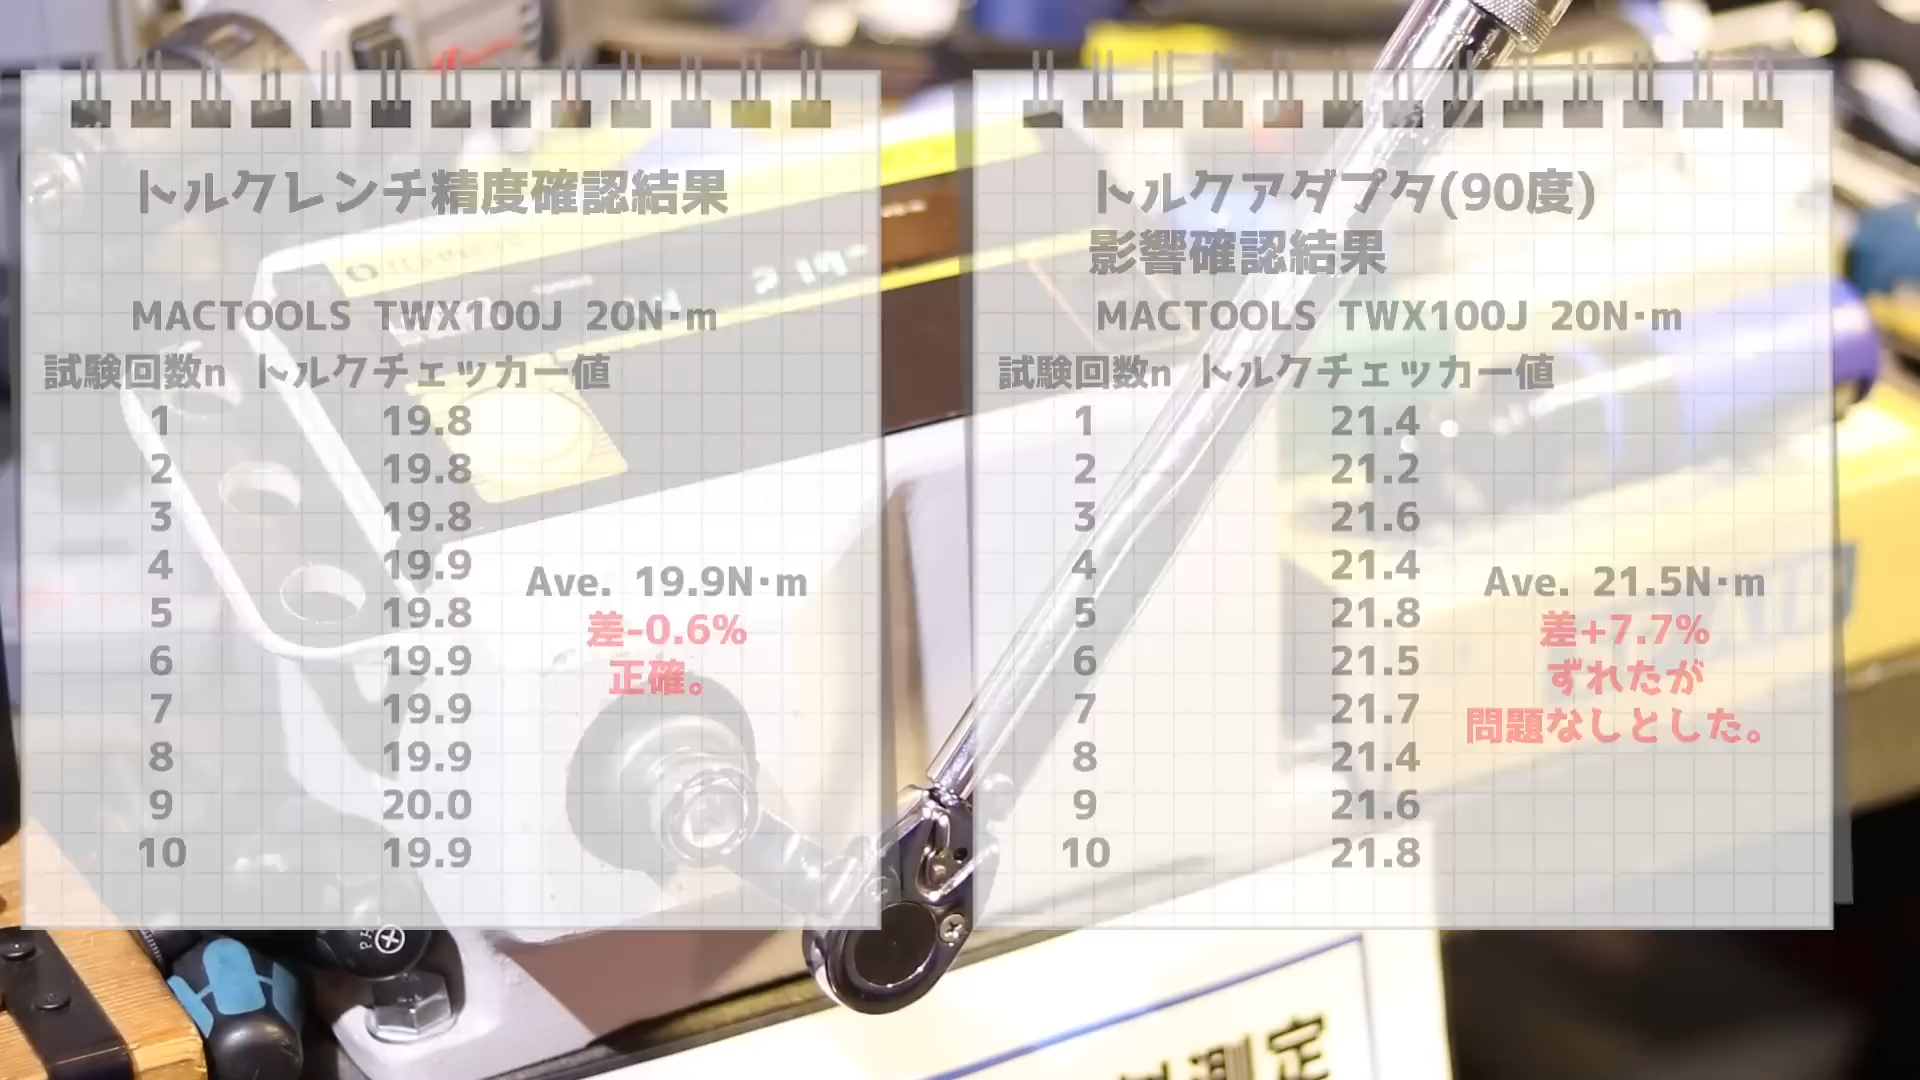 トルクレンチ精度確認結果
MACTOOLS TWX100J 20N・m
試験回数n トルクチェッカー値
1 19.8
2 19.8
3 19.8
4 19.9
5 19.8
6 19.9
7 19.9
8 19.9
9 20.0
10 19.9
Ave. 19.9N・m
差-0.6%
正確。
トルクアダプタ(90度)
影響確認結果
MACTOOLS TWX100J 20N・m
試験回数n トルクチェッカー値
1 21.4
2 21.2
3 21.6
4 21.4
5 21.8
6 21.5
7 21.7
8 21.4
9 21.6
10 21.8
Ave. 21.5N・m
差+7.7%
ずれたが
問題なしとした。
測定